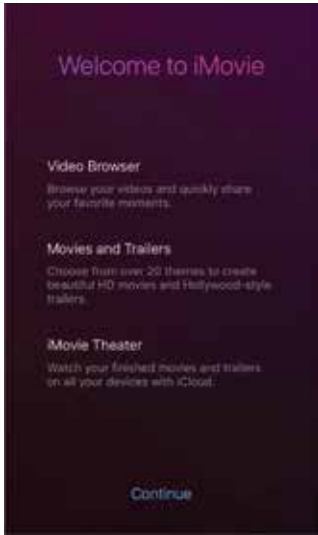 Welcome to iMovie
Video Browser
Browse your videos and quickly share
your favorite moments.
Movies and Trailers
Choose from over 20 themes to create
beautiful HD movies and Hollywood-style
trailers.
iMovie Theater
Watch your finished movies and trailers
on all your devices with iCloud.
Continue